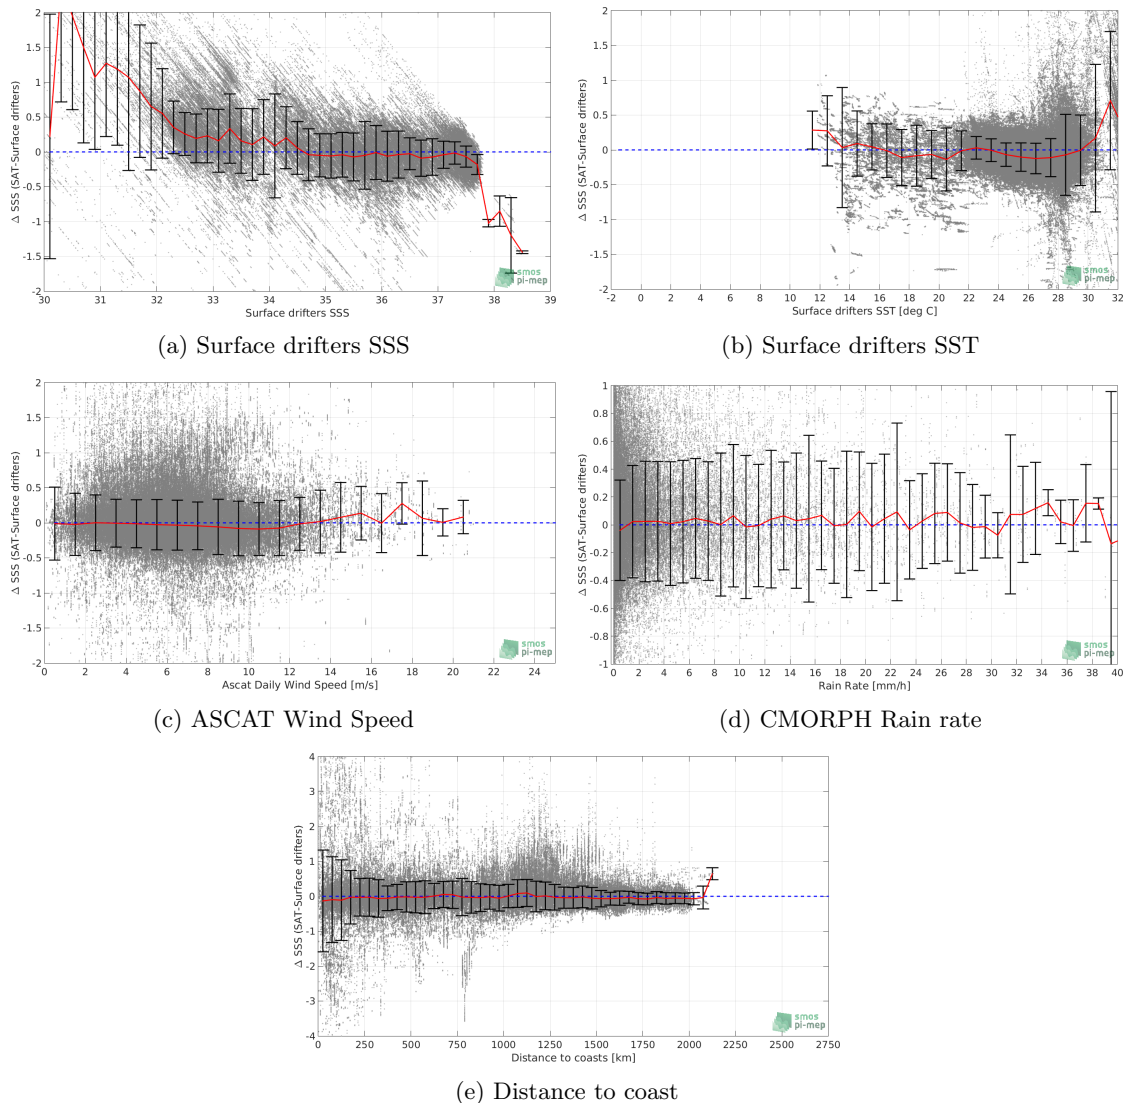 2
1.5
1
0.5
0
-0.5
-1
-1.5
-2
Δ SSS (SAT-Surface drifters)
30 31 32 33 34 35 36 37 38 39
Surface drifters SSS
smos
pi-mep
(a) Surface drifters SSS
2
1.5
1
0.5
0
-0.5
-1
-1.5
-2
Δ SSS (SAT-Surface drifters)
-2 0 2 4 6 8 10 12 14 16 18 20 22 24 26 28 30 32
Surface drifters SST [deg C]
smos
pi-mep
(b) Surface drifters SST
2
1.5
1
0.5
0
-0.5
-1
-1.5
-2
Δ SSS (SAT-Surface drifters)
0 2 4 6 8 10 12 14 16 18 20 22 24
Ascat Daily Wind Speed [m/s]
smos
pi-mep
(c) ASCAT Wind Speed
1
0.8
0.6
0.4
0.2
0
-0.2
-0.4
-0.6
-0.8
-1
Δ SSS (SAT-Surface drifters)
0 2 4 6 8 10 12 14 16 18 20 22 24 26 28 30 32 34 36 38 40
Rain Rate [mm/h]
smos
pi-mep
(d) CMORPH Rain rate
4
3
2
1
0
-1
-2
-3
-4
Δ SSS (SAT-Surface drifters)
0 250 500 750 1000 1250 1500 1750 2000 2250 2500 2750
Distance to coasts [km]
smos
pi-mep
(e) Distance to coast